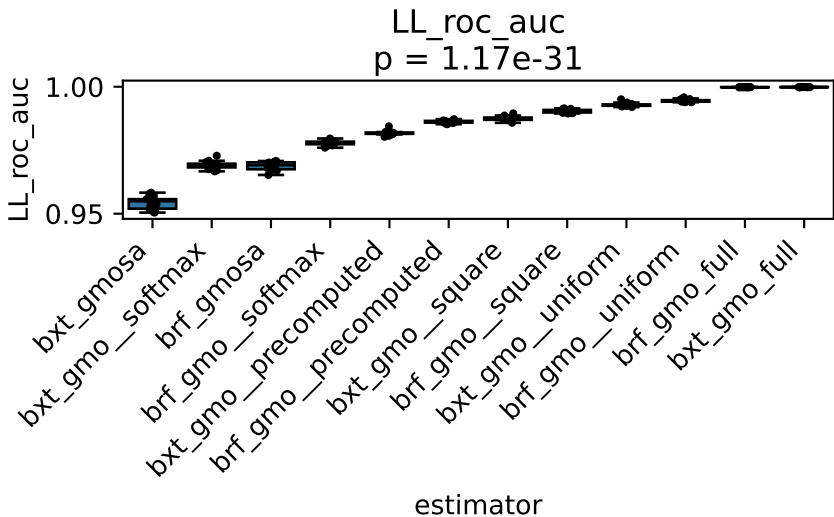 LL_roc_auc
p = 1.17e-31
LL_roc_auc
1.00
0.95
bxt_gmosa
bxt_gmo__softmax
brf_gmosa
brf_gmo__softmax
bxt_gmo__precomputed
brf_gmo__precomputed
bxt_gmo__square
brf_gmo__square
bxt_gmo__uniform
brf_gmo__uniform
brf_gmo_full
bxt_gmo_full
estimator